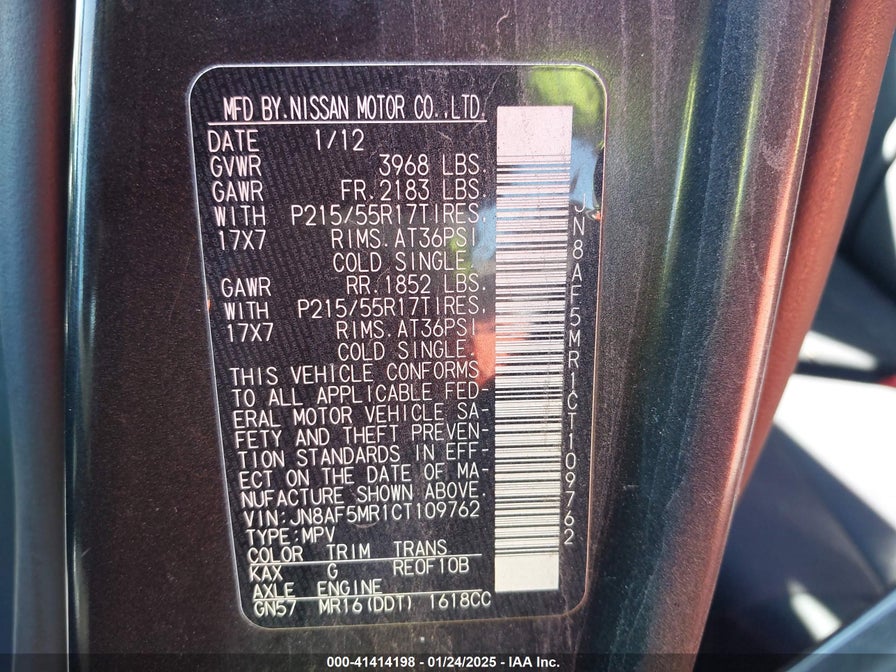 MFD BY.NISSAN MOTOR CO.,LTD.
DATE 1/12
GVWR 3968 LBS.
GAWR FR.2183 LBS.
WITH P215/55R17TIRES.
17X7 RIMS.AT36PSI
COLD SINGLE.
GAWR RR.1852 LBS.
WITH P215/55R17TIRES.
17X7 RIMS.AT36PSI
COLD SINGLE.
THIS VEHICLE CONFORMS
TO ALL APPLICABLE FED
ERAL MOTOR VEHICLE SA-
FETY AND THEFT PREVEN-
TION STANDARDS IN EFF-
ECT ON THE DATE OF MA-
NUFACTURE SHOWN ABOVE.
VIN:JN8AF5MR1CT109762
TYPE:MPV
COLOR TRIM TRANS
KAX G REOF10B
AXLE ENGINE
GN57 MR16(DDT) 1618CC
JN8AF5MR1CT109762
000-41414198 - 01/24/2025 - IAA Inc.